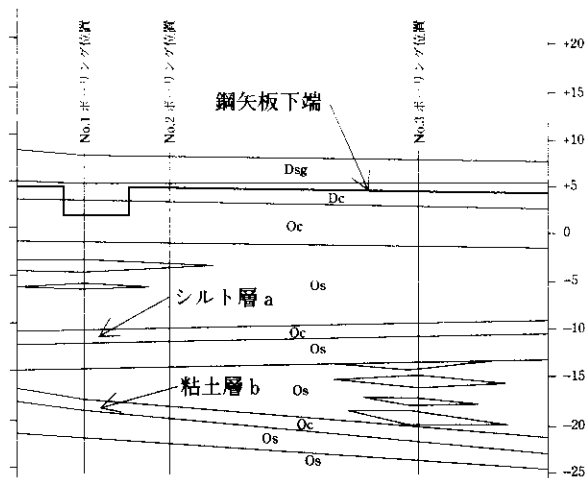 No.1 ボーリング位置
No.2 ボーリング位置
No.3 ボーリング位置
+20
+15
+10
+5
0
−5
−10
−15
−20
−25
鋼矢板下端
Dsg
Dc
Oc
Os
シルト層 a
Oc
Os
粘土層 b
Os
Oc
Os
Os